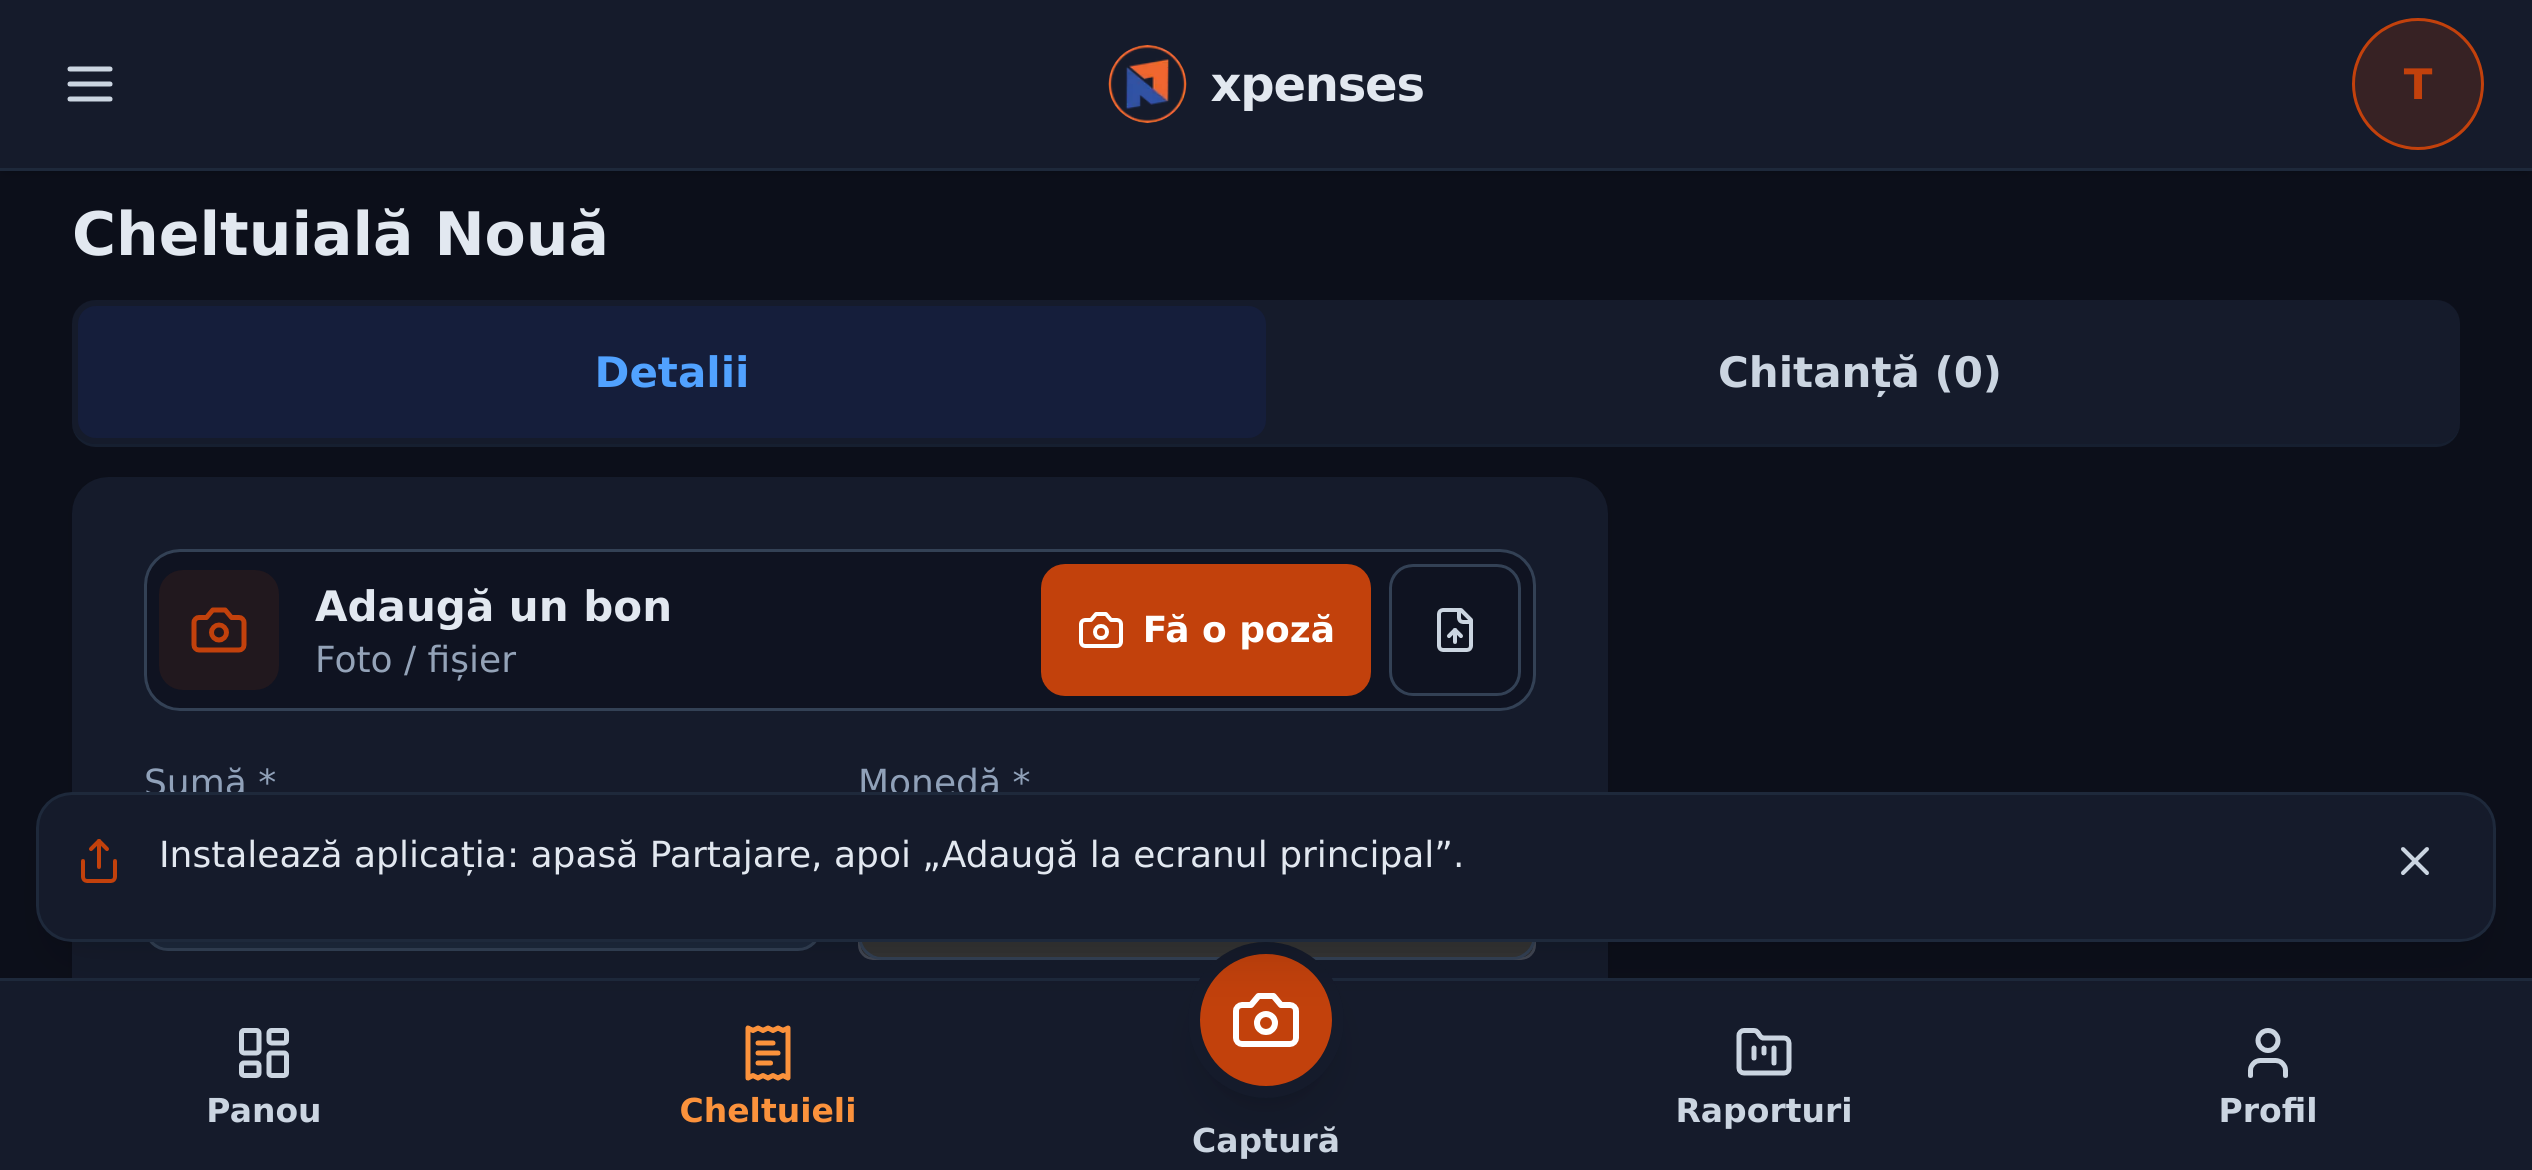 xpenses
T
Cheltuială Nouă
Detalii
Chitanță (0)
Adaugă un bon
Foto / fișier
Fă o poză
Sumă *
Monedă *
Instalează aplicația: apasă Partajare, apoi „Adaugă la ecranul principal”.
Panou
Cheltuieli
Captură
Raporturi
Profil